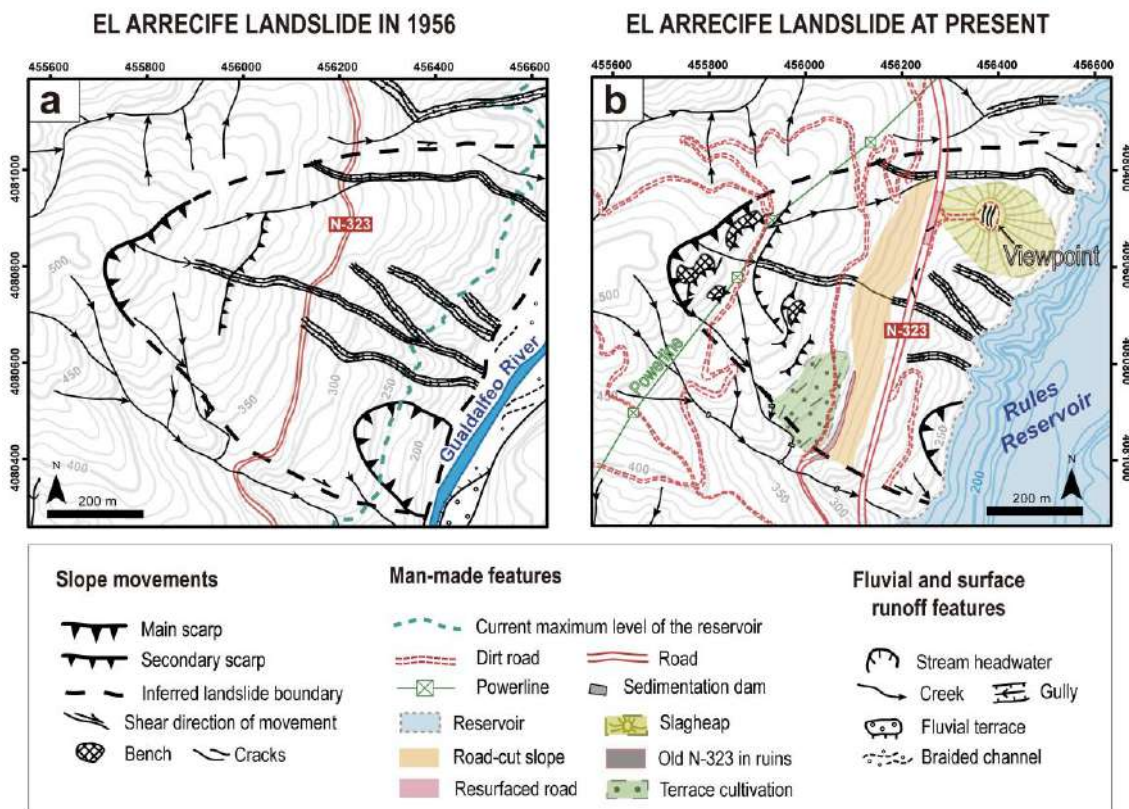 EL ARRECIFE LANDSLIDE IN 1956
EL ARRECIFE LANDSLIDE AT PRESENT
455600 455800 456000 456200 456400 456600
a
4081000
4080800
4080600
4080400
N-323
500
450
400
350
300
250
200
Gualdalfeo River
N
200 m
455600 455800 456000 456200 456400 456600
b
4080400
4080600
4080800
4081000
Viewpoint
N-323
Powerline
Rules
Reservoir
500
400
350
300
250
200
N
200 m
Slope movements
Main scarp
Secondary scarp
Inferred landslide boundary
Shear direction of movement
Bench Cracks
Man-made features
Current maximum level of the reservoir
Dirt road Road
Powerline Sedimentation dam
Reservoir Slagheap
Road-cut slope Old N-323 in ruins
Resurfaced road Terrace cultivation
Fluvial and surface
runoff features
Stream headwater
Creek Gully
Fluvial terrace
Braided channel